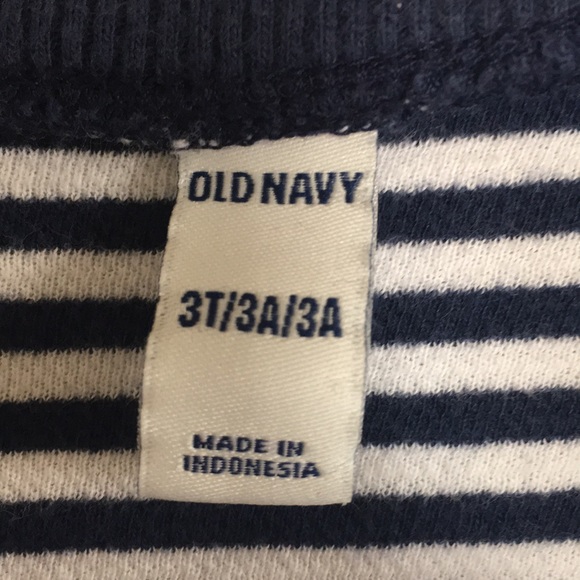 OLD NAVY
3T/3A/3A
MADE IN
INDONESIA